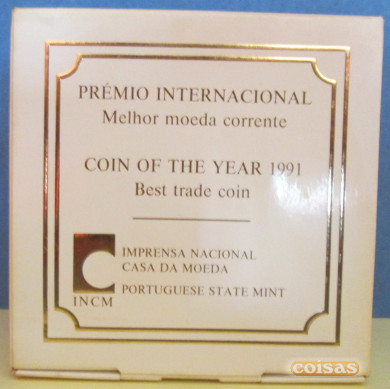 PRÉMIO INTERNACIONAL
Melhor moeda corrente
COIN OF THE YEAR 1991
Best trade coin
IMPRENSA NACIONAL
CASA DA MOEDA
INCM
PORTUGUESE STATE MINT
coisas